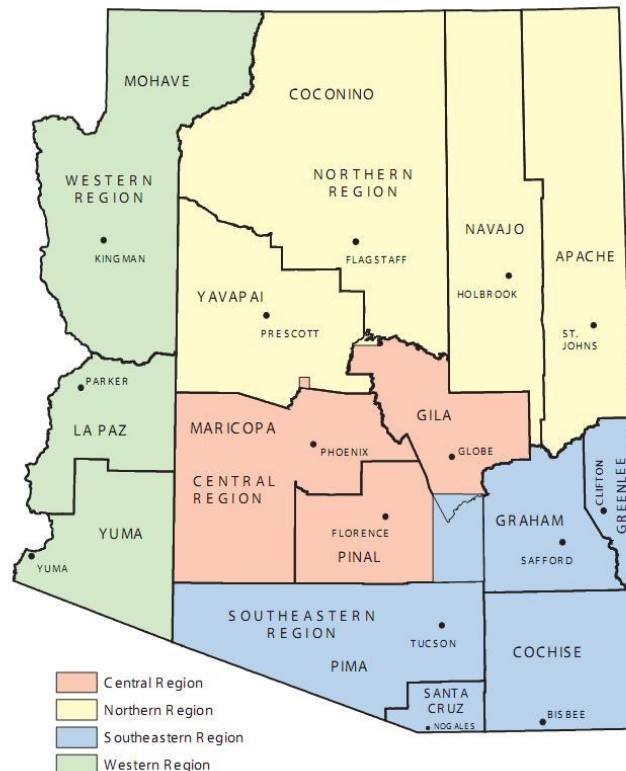 MOHAVE
COCONINO
WESTERN
REGION
NORTHERN
REGION
KINGMAN
FLAGSTAFF
NAVAJO
APACHE
HOLBROOK
YAVAPAI
PRESCOTT
ST.
JOHNS
PARKER
LA PAZ
MARICOPA
GILA
PHOENIX
GLOBE
CENTRAL
REGION
CLIFTON
GREENLEE
YUMA
YUMA
FLORENCE
PINAL
GRAHAM
SAFFORD
SOUTHEASTERN
REGION
TUCSON
PIMA
COCHISE
SANTA
CRUZ
NOGALES
BISBEE
Central Region
Northern Region
Southeastern Region
Western Region